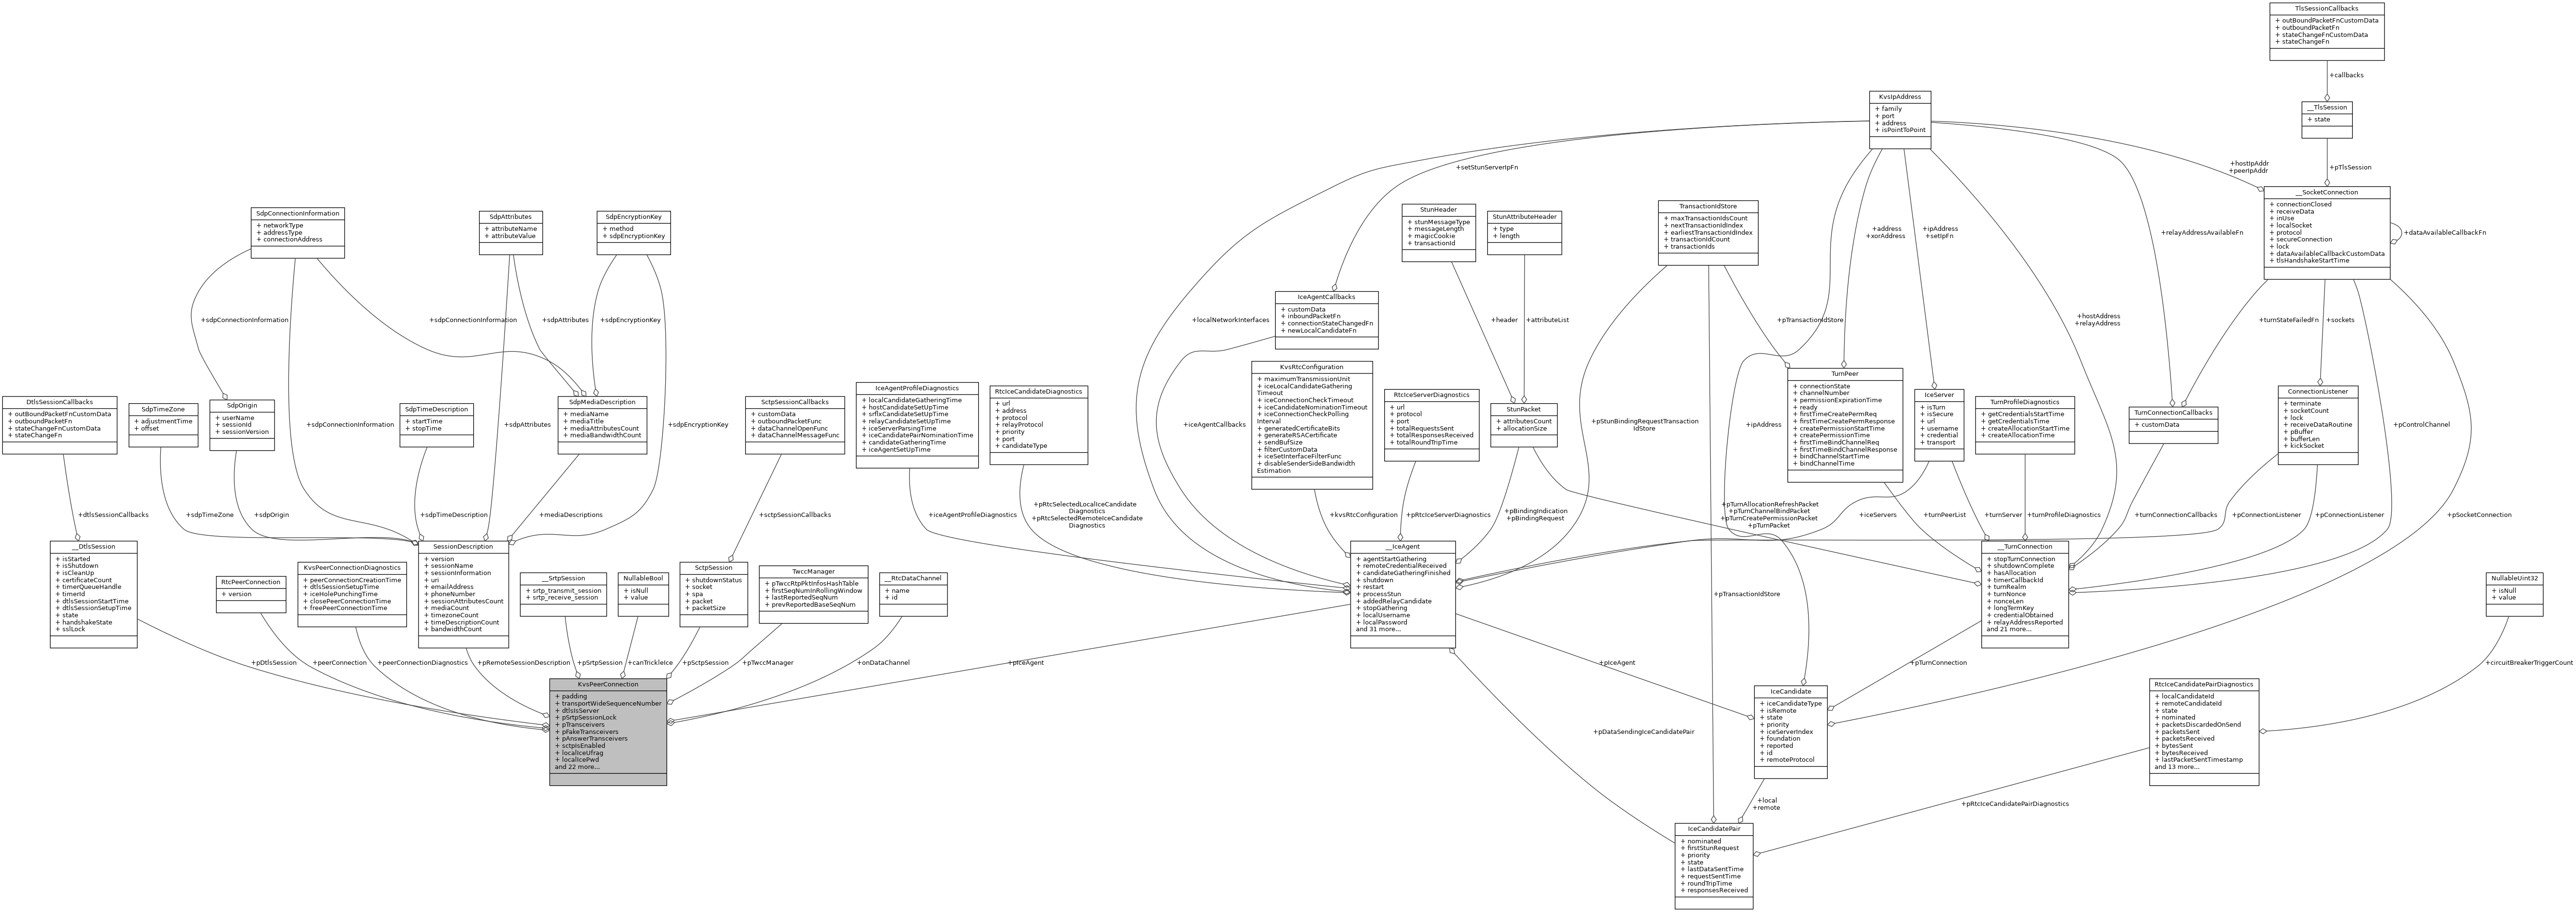 TlsSessionCallbacks
+ outBoundPacketFnCustomData
+ outboundPacketFn
+ stateChangeFnCustomData
+ stateChangeFn
+callbacks
__TlsSession
+ state
+pTlsSession
KvsIpAddress
+ family
+ port
+ address
+ isPointToPoint
+hostIpAddr
+peerIpAddr
+setStunServerIpFn
__SocketConnection
+ connectionClosed
+ receiveData
+ inUse
+ localSocket
+ protocol
+ secureConnection
+ lock
+ dataAvailableCallbackCustomData
+ tlsHandshakeStartTime
+dataAvailableCallbackFn
SdpConnectionInformation
+ networkType
+ addressType
+ connectionAddress
SdpAttributes
+ attributeName
+ attributeValue
SdpEncryptionKey
+ method
+ sdpEncryptionKey
StunHeader
+ stunMessageType
+ messageLength
+ magicCookie
+ transactionId
StunAttributeHeader
+ type
+ length
TransactionIdStore
+ maxTransactionIdsCount
+ nextTransactionIdIndex
+ earliestTransactionIdIndex
+ transactionIdCount
+ transactionIds
+address
+xorAddress
+ipAddress
+setIpFn
+relayAddressAvailableFn
IceAgentCallbacks
+ customData
+ inboundPacketFn
+ connectionStateChangedFn
+ newLocalCandidateFn
+sdpConnectionInformation
+sdpConnectionInformation
+sdpAttributes
+sdpEncryptionKey
+localNetworkInterfaces
+header
+attributeList
+pTransactionIdStore
+hostAddress
+relayAddress
+turnStateFailedFn
+sockets
DtlsSessionCallbacks
+ outBoundPacketFnCustomData
+ outboundPacketFn
+ stateChangeFnCustomData
+ stateChangeFn
SdpTimeZone
+ adjustmentTime
+ offset
SdpOrigin
+ userName
+ sessionId
+ sessionVersion
+sdpConnectionInformation
SdpTimeDescription
+ startTime
+ stopTime
+sdpAttributes
SdpMediaDescription
+ mediaName
+ mediaTitle
+ mediaAttributesCount
+ mediaBandwidthCount
+sdpEncryptionKey
SctpSessionCallbacks
+ customData
+ outboundPacketFunc
+ dataChannelOpenFunc
+ dataChannelMessageFunc
IceAgentProfileDiagnostics
+ localCandidateGatheringTime
+ hostCandidateSetUpTime
+ srflxCandidateSetUpTime
+ relayCandidateSetUpTime
+ iceServerParsingTime
+ iceCandidatePairNominationTime
+ candidateGatheringTime
+ iceAgentSetUpTime
RtcIceCandidateDiagnostics
+ url
+ address
+ protocol
+ relayProtocol
+ priority
+ port
+ candidateType
+iceAgentCallbacks
KvsRtcConfiguration
+ maximumTransmissionUnit
+ iceLocalCandidateGathering
Timeout
+ iceConnectionCheckTimeout
+ iceCandidateNominationTimeout
+ iceConnectionCheckPolling
Interval
+ generatedCertificateBits
+ generateRSACertificate
+ sendBufSize
+ filterCustomData
+ iceSetInterfaceFilterFunc
+ disableSenderSideBandwidth
Estimation
RtcIceServerDiagnostics
+ url
+ protocol
+ port
+ totalRequestsSent
+ totalResponsesReceived
+ totalRoundTripTime
StunPacket
+ attributesCount
+ allocationSize
+pStunBindingRequestTransaction
IdStore
+ipAddress
TurnPeer
+ connectionState
+ channelNumber
+ permissionExpirationTime
+ ready
+ firstTimeCreatePermReq
+ firstTimeCreatePermResponse
+ createPermissionStartTime
+ createPermissionTime
+ firstTimeBindChannelReq
+ firstTimeBindChannelResponse
+ bindChannelStartTime
+ bindChannelTime
IceServer
+ isTurn
+ isSecure
+ url
+ username
+ credential
+ transport
TurnProfileDiagnostics
+ getCredentialsStartTime
+ getCredentialsTime
+ createAllocationStartTime
+ createAllocationTime
TurnConnectionCallbacks
+ customData
ConnectionListener
+ terminate
+ socketCount
+ lock
+ receiveDataRoutine
+ pBuffer
+ bufferLen
+ kickSocket
+pControlChannel
+dtlsSessionCallbacks
+sdpTimeZone
+sdpOrigin
+sdpTimeDescription
+mediaDescriptions
+sctpSessionCallbacks
+iceAgentProfileDiagnostics
+pRtcSelectedLocalIceCandidate
Diagnostics
+pRtcSelectedRemoteIceCandidate
Diagnostics
+kvsRtcConfiguration
+pRtcIceServerDiagnostics
+pBindingIndication
+pBindingRequest
+pTurnAllocationRefreshPacket
+pTurnChannelBindPacket
+pTurnCreatePermissionPacket
+pTurnPacket
+iceServers
+turnPeerList
+turnServer
+turnProfileDiagnostics
+turnConnectionCallbacks
+pConnectionListener
+pConnectionListener
+pSocketConnection
__DtlsSession
+ isStarted
+ isShutdown
+ isCleanUp
+ certificateCount
+ timerQueueHandle
+ timerId
+ dtlsSessionStartTime
+ dtlsSessionSetupTime
+ state
+ handshakeState
+ sslLock
RtcPeerConnection
+ version
KvsPeerConnectionDiagnostics
+ peerConnectionCreationTime
+ dtlsSessionSetupTime
+ iceHolePunchingTime
+ closePeerConnectionTime
+ freePeerConnectionTime
SessionDescription
+ version
+ sessionName
+ sessionInformation
+ uri
+ emailAddress
+ phoneNumber
+ sessionAttributesCount
+ mediaCount
+ timezoneCount
+ timeDescriptionCount
+ bandwidthCount
__SrtpSession
+ srtp_transmit_session
+ srtp_receive_session
NullableBool
+ isNull
+ value
SctpSession
+ shutdownStatus
+ socket
+ spa
+ packet
+ packetSize
TwccManager
+ pTwccRtpPktInfosHashTable
+ firstSeqNumInRollingWindow
+ lastReportedSeqNum
+ prevReportedBaseSeqNum
__RtcDataChannel
+ name
+ id
__IceAgent
+ agentStartGathering
+ remoteCredentialReceived
+ candidateGatheringFinished
+ shutdown
+ restart
+ processStun
+ addedRelayCandidate
+ stopGathering
+ localUsername
+ localPassword
and 31 more...
+pTransactionIdStore
__TurnConnection
+ stopTurnConnection
+ shutdownComplete
+ hasAllocation
+ timerCallbackId
+ turnRealm
+ turnNonce
+ nonceLen
+ longTermKey
+ credentialObtained
+ relayAddressReported
and 21 more...
NullableUint32
+ isNull
+ value
+pDtlsSession
+peerConnection
+peerConnectionDiagnostics
+pRemoteSessionDescription
+pSrtpSession
+canTrickleIce
+pSctpSession
+pTwccManager
+onDataChannel
+pIceAgent
+pIceAgent
+pTurnConnection
+circuitBreakerTriggerCount
KvsPeerConnection
+ padding
+ transportWideSequenceNumber
+ dtlsIsServer
+ pSrtpSessionLock
+ pTransceivers
+ pFakeTransceivers
+ pAnswerTransceivers
+ sctpIsEnabled
+ localIceUfrag
+ localIcePwd
and 22 more...
+pDataSendingIceCandidatePair
IceCandidate
+ iceCandidateType
+ isRemote
+ state
+ priority
+ iceServerIndex
+ foundation
+ reported
+ id
+ remoteProtocol
RtcIceCandidatePairDiagnostics
+ localCandidateId
+ remoteCandidateId
+ state
+ nominated
+ packetsDiscardedOnSend
+ packetsSent
+ packetsReceived
+ bytesSent
+ bytesReceived
+ lastPacketSentTimestamp
and 13 more...
+local
+remote
+pRtcIceCandidatePairDiagnostics
IceCandidatePair
+ nominated
+ firstStunRequest
+ priority
+ state
+ lastDataSentTime
+ requestSentTime
+ roundTripTime
+ responsesReceived